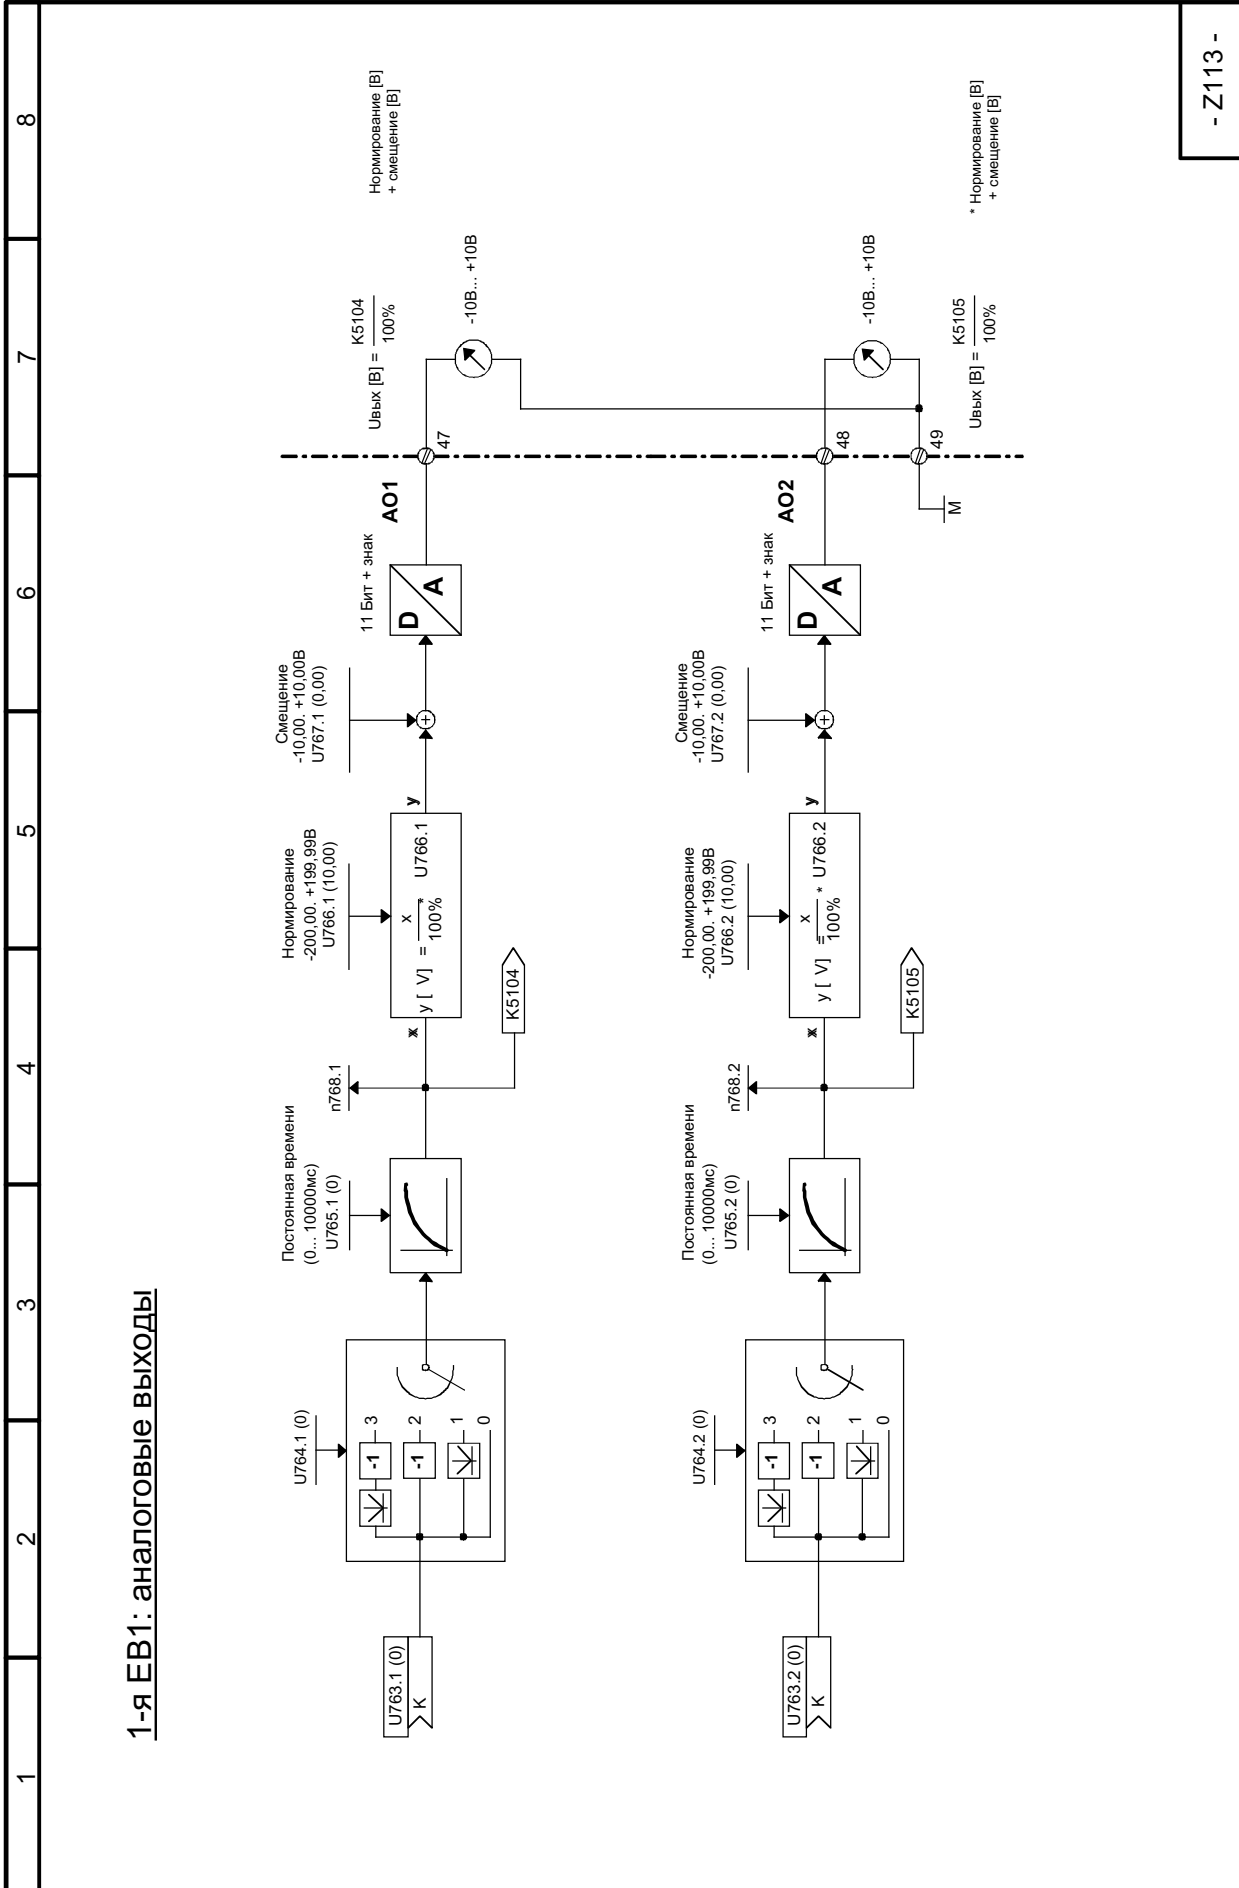 1
2
3
4
5
6
7
8
1-я EB1: аналоговые выходы
U763.1 (0)
K
U764.1 (0)
-1
3
-1
2
1
0
Постоянная времени
(0... 10000мс)
U765.1 (0)
n768.1
K5104
Нормирование
-200,00. +199,99В
U766.1 (10,00)
x
y [ V] = x / 100% * U766.1
y
Смещение
-10,00. +10,00В
U767.1 (0,00)
11 Бит + знак
D
A
AO1
47
-10В... +10В
Uвых [В] = K5104 / 100%
Нормирование [В]
+ смещение [В]
U763.2 (0)
K
U764.2 (0)
-1
3
-1
2
1
0
Постоянная времени
(0... 10000мс)
U765.2 (0)
n768.2
K5105
Нормирование
-200,00. +199,99В
U766.2 (10,00)
x
y [ V] = x / 100% * U766.2
y
Смещение
-10,00. +10,00В
U767.2 (0,00)
11 Бит + знак
D
A
AO2
48
49
M
-10В... +10В
Uвых [В] = K5105 / 100%
* Нормирование [В]
+ смещение [В]
- Z113 -